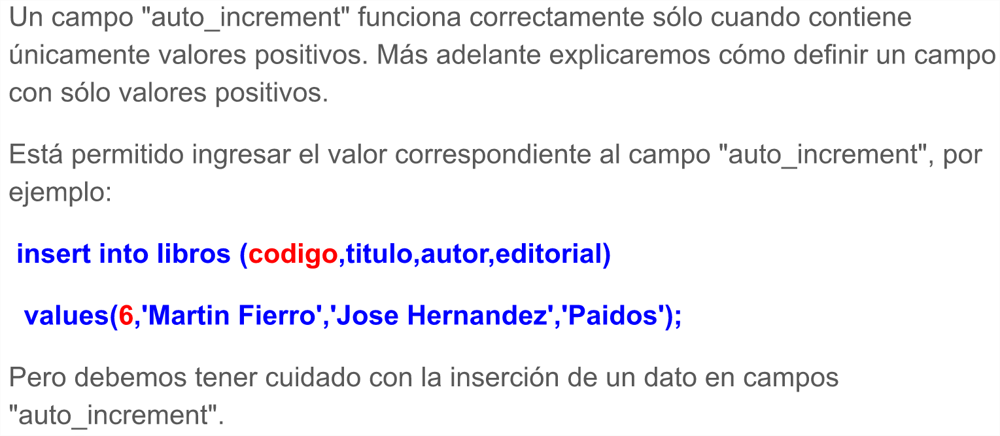 Un campo "auto_increment" funciona correctamente sólo cuando contiene
únicamente valores positivos. Más adelante explicaremos cómo definir un campo
con sólo valores positivos.
Está permitido ingresar el valor correspondiente al campo "auto_increment", por
ejemplo:
insert into libros (codigo,titulo,autor,editorial)
values(6,'Martin Fierro','Jose Hernandez','Paidos');
Pero debemos tener cuidado con la inserción de un dato en campos
"auto_increment".